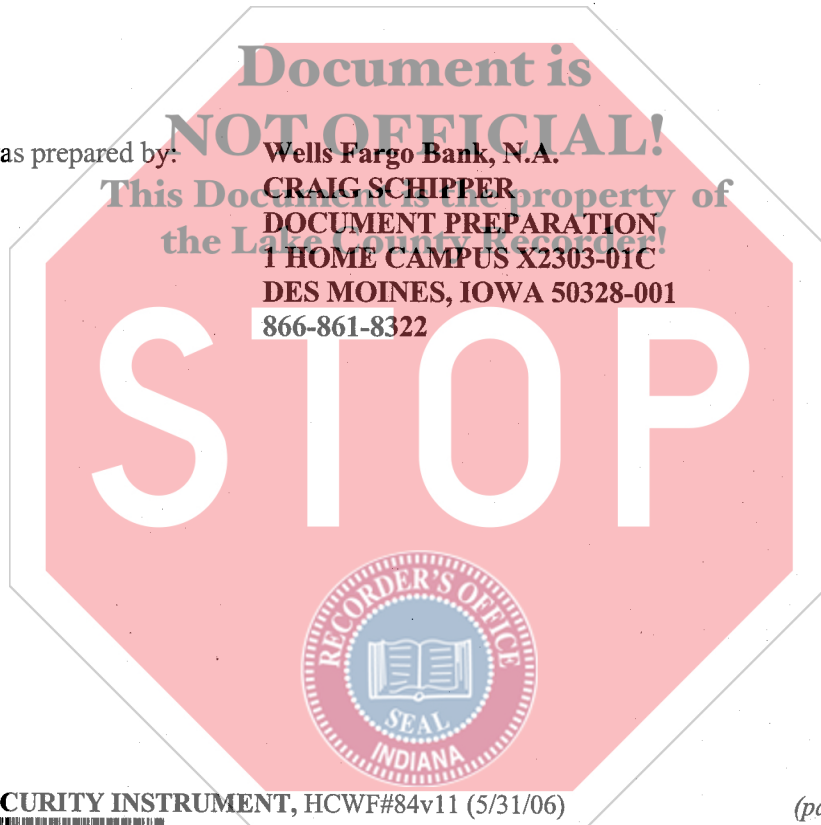 Document is
NOT OFFICIAL!
as prepared by: Wells Fargo Bank, N.A.
CRAIG SCHIPPER
This Document is the property of
DOCUMENT PREPARATION
the Lake County Recorder!
1 HOME CAMPUS X2303-01C
DES MOINES, IOWA 50328-001
866-861-8322
STOP
RECORDER'S OFFICE
SEAL
INDIANA
CURITY INSTRUMENT, HCWF#84v11 (5/31/06)